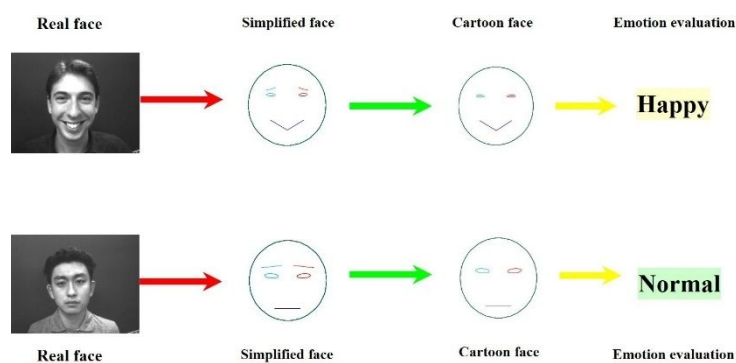 Real face
Simplified face
Cartoon face
Emotion evaluation
Happy
Normal
Real face
Simplified face
Cartoon face
Emotion evaluation